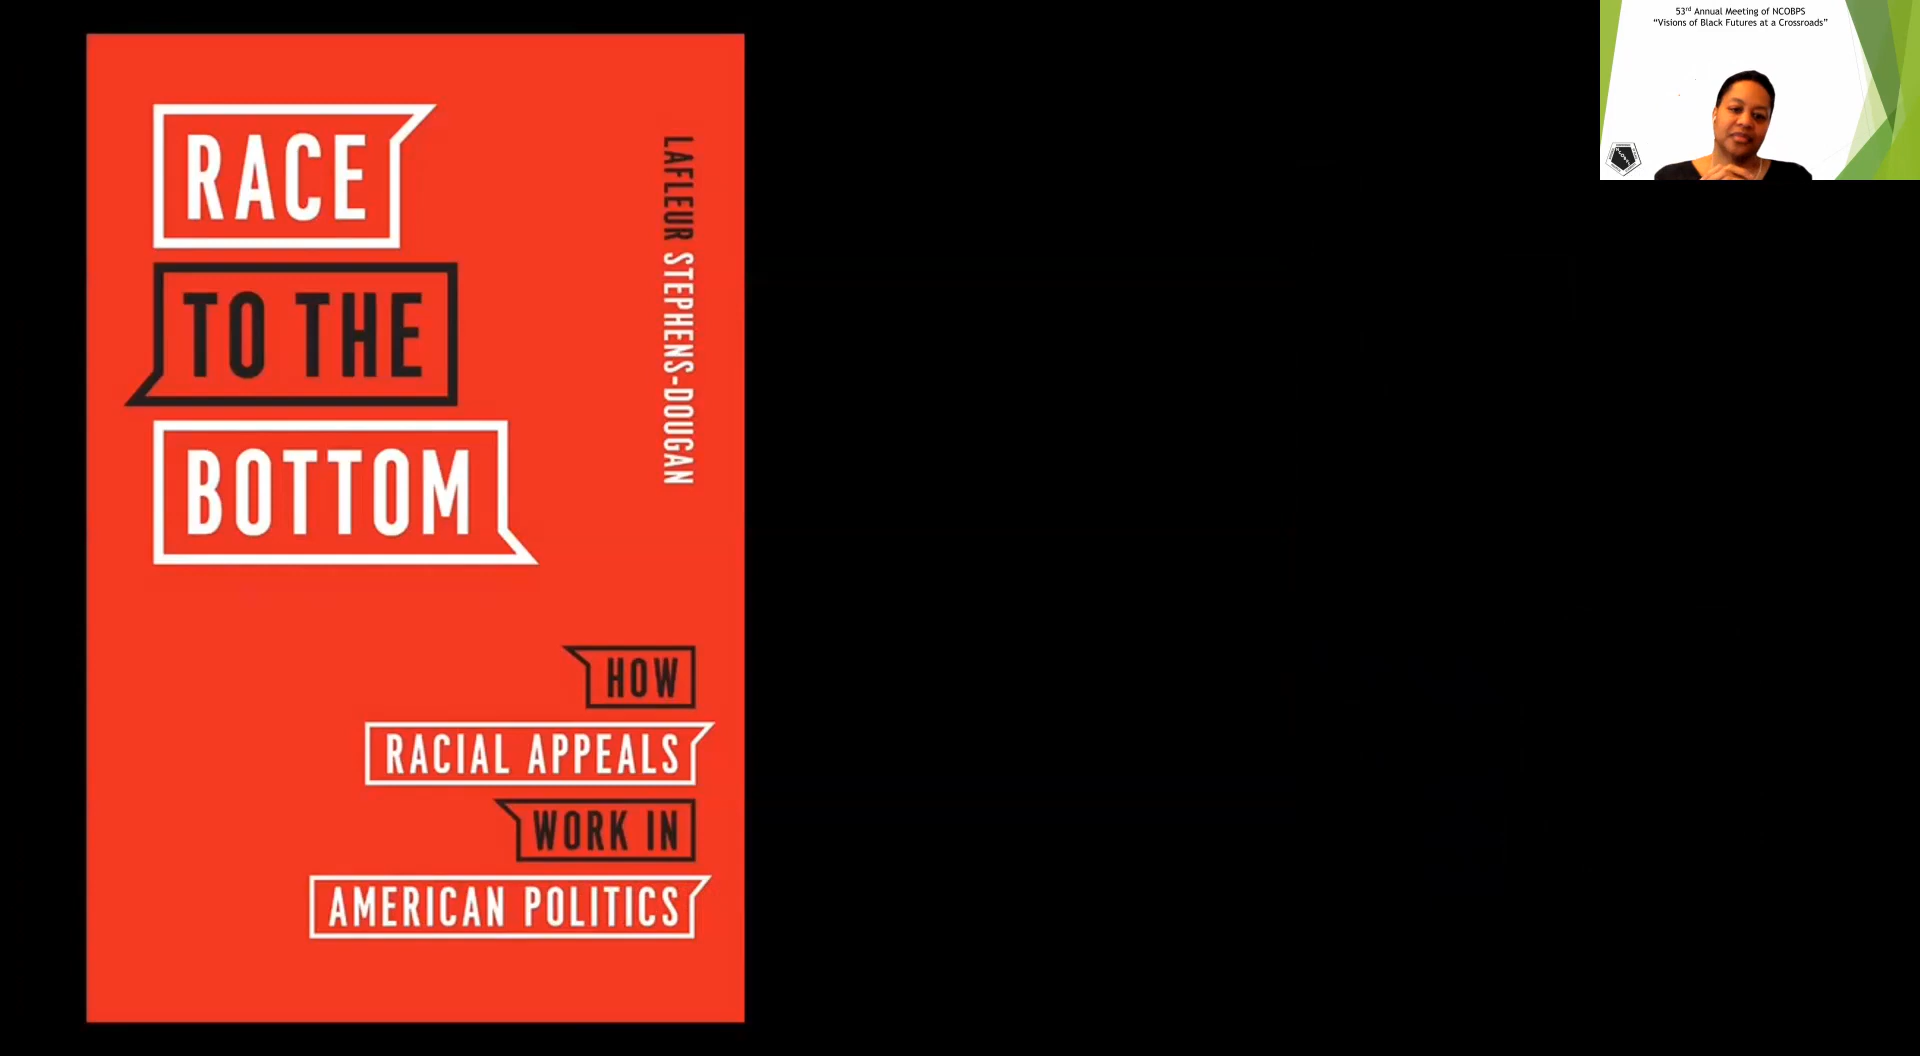 RACE
TO THE
BOTTOM
LAFLEUR STEPHENS-DOUGAN
HOW
RACIAL APPEALS
WORK IN
AMERICAN POLITICS
53rd Annual Meeting of NCOBPS
“Visions of Black Futures at a Crossroads”